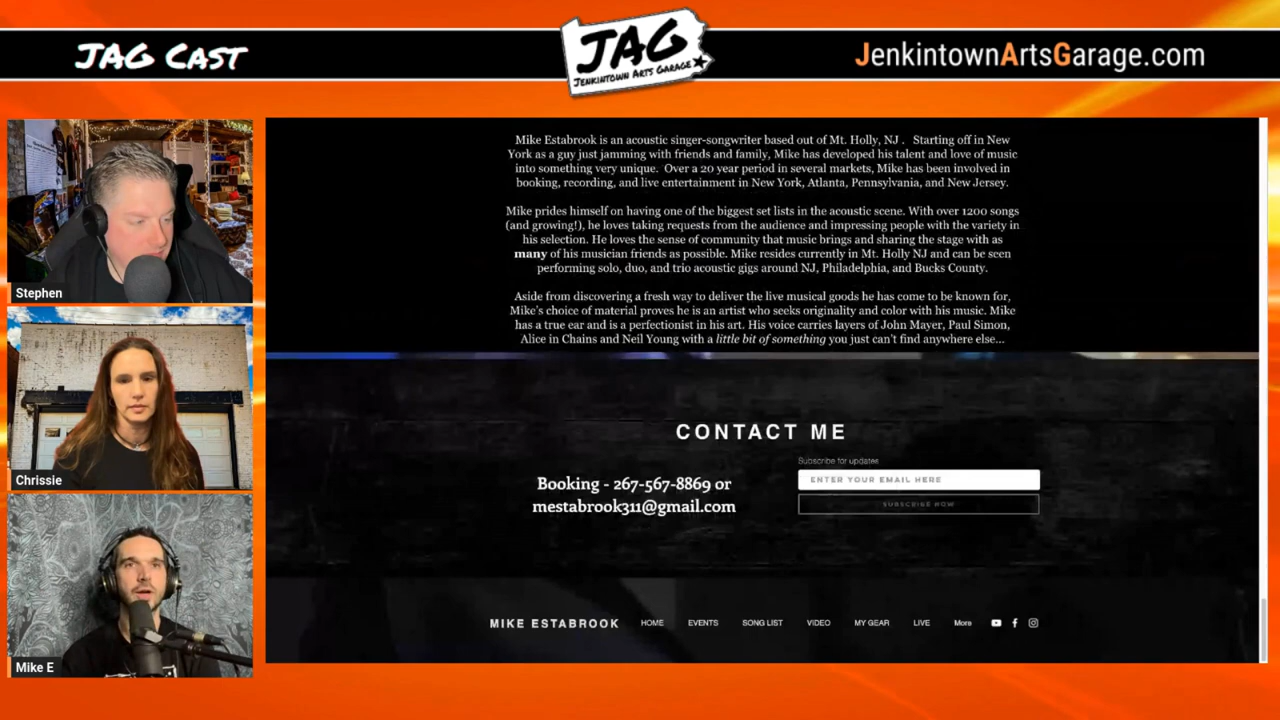 JAG CAST
JAG
JENKINTOWN ARTS GARAGE
JenkintownArtsGarage.com
Stephen
Chrissie
Mike E
Mike Estabrook is an acoustic singer-songwriter based out of Mt. Holly, NJ . Starting off in New
York as a guy just jamming with friends and family, Mike has developed his talent and love of music
into something very unique. Over a 20 year period in several markets, Mike has been involved in
booking, recording, and live entertainment in New York, Atlanta, Pennsylvania, and New Jersey.
Mike prides himself on having one of the biggest set lists in the acoustic scene. With over 1200 songs
(and growing!), he loves taking requests from the audience and impressing people with the variety in
his selection. He loves the sense of community that music brings and sharing the stage with as
many of his musician friends as possible. Mike resides currently in Mt. Holly NJ and can be seen
performing solo, duo, and trio acoustic gigs around NJ, Philadelphia, and Bucks County.
Aside from discovering a fresh way to deliver the live musical goods he has come to be known for,
Mike's choice of material proves he is an artist who seeks originality and color with his music. Mike
has a true ear and is a perfectionist in his art. His voice carries layers of John Mayer, Paul Simon,
Alice in Chains and Neil Young with a little bit of something you just can't find anywhere else...
CONTACT ME
Booking - 267-567-8869 or
mestabrook311@gmail.com
Subscribe for updates
ENTER YOUR EMAIL HERE
SUBSCRIBE NOW
MIKE ESTABROOK HOME EVENTS SONG LIST VIDEO MY GEAR LIVE More